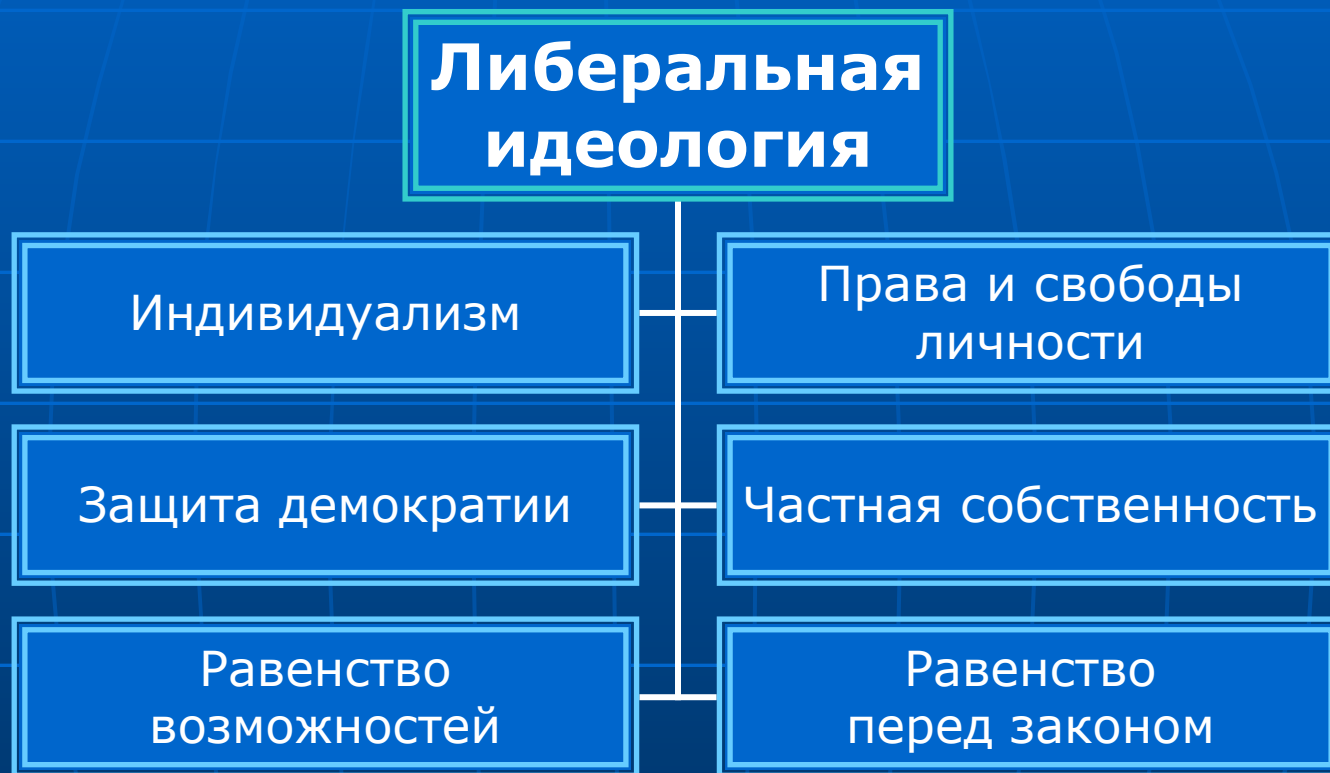 Либеральная
идеология
Индивидуализм
Права и свободы
личности
Защита демократии
Частная собственность
Равенство
возможностей
Равенство
перед законом